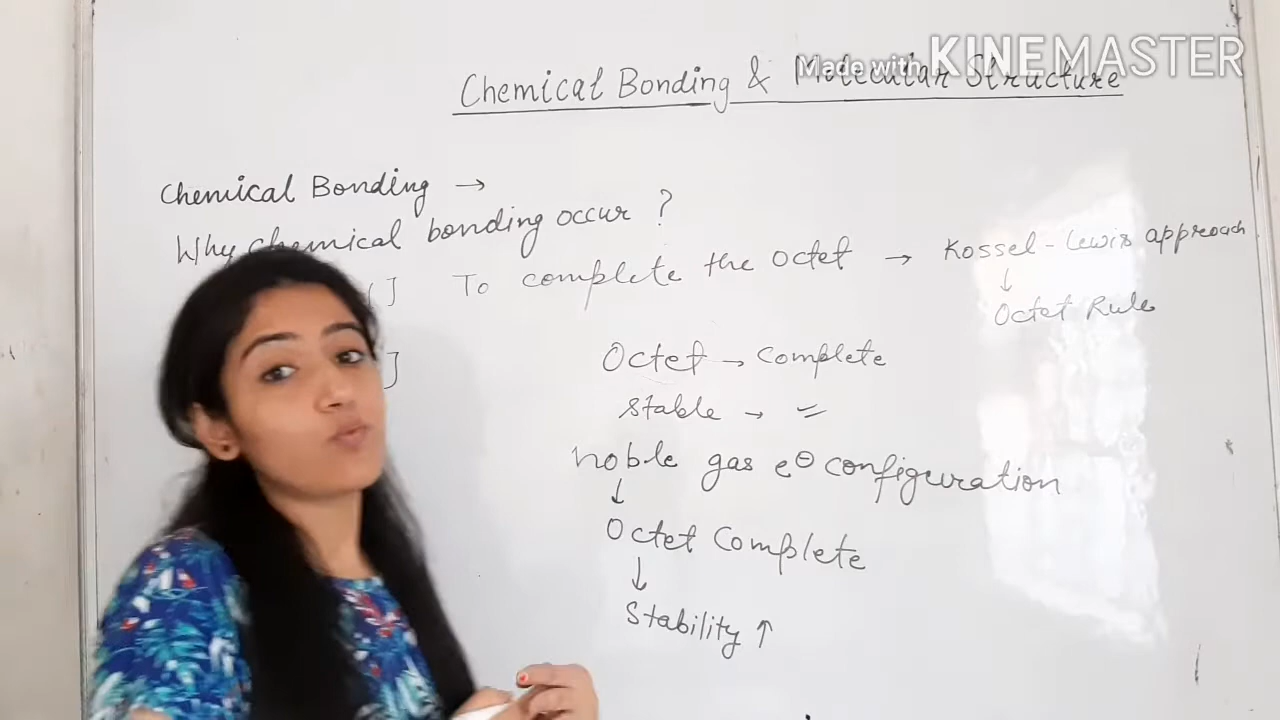 Made with KINEMASTER
Chemical Bonding & Molecular Structure
Chemical Bonding →
Why chemical bonding occur ?
] To complete the octet → Kossel-Lewis approach
↓
Octet Rule
]
Octet → Complete
Stable → =
noble gas e⊖ configuration
↓
Octet Complete
↓
Stability ↑